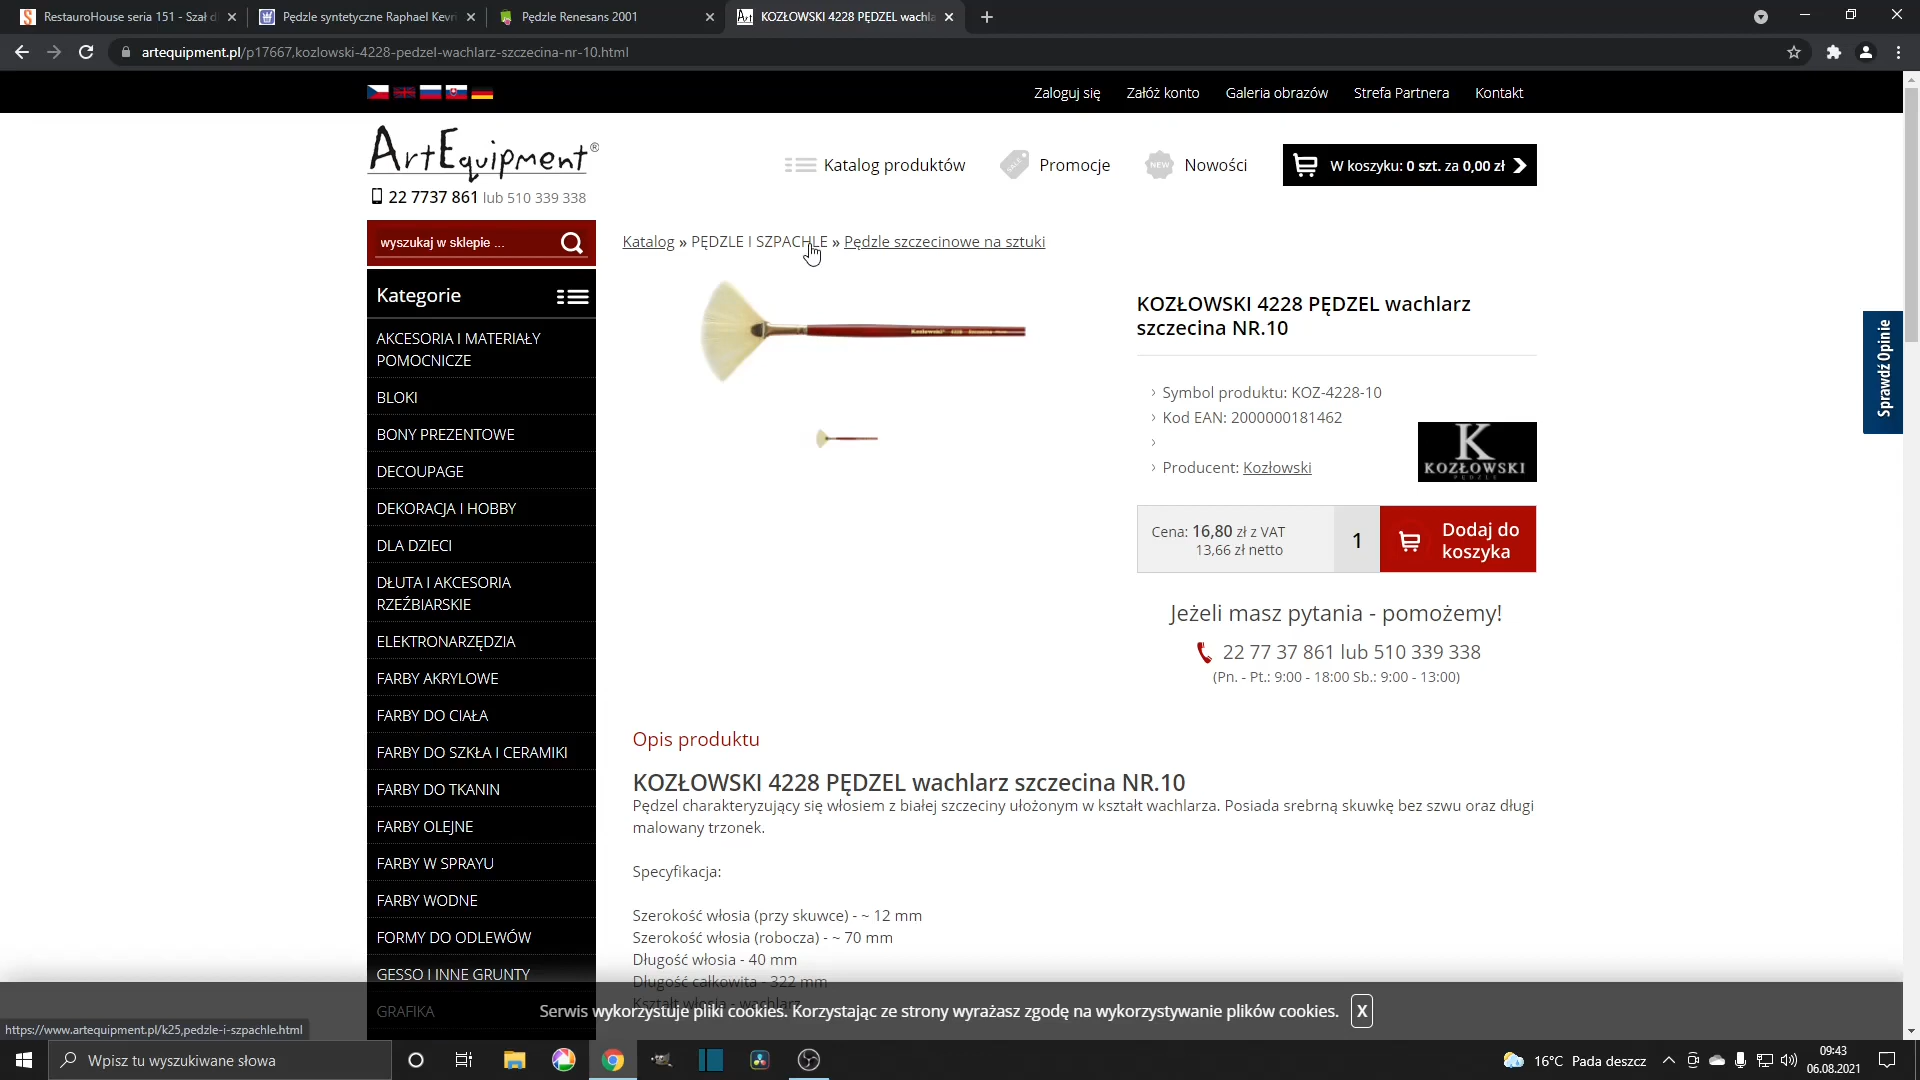 RestauroHouse seria 151 - Szał d
Pędzle syntetyczne Raphael Kevr
Pędzle Renesans 2001
KOZŁOWSKI 4228 PĘDZEL wachla
artequipment.pl/p17667,kozlowski-4228-pedzel-wachlarz-szczecina-nr-10.html
Zaloguj się
Załóż konto
Galeria obrazów
Strefa Partnera
Kontakt
ArtEquipment®
22 7737 861 lub 510 339 338
Katalog produktów
SALE
Promocje
NEW
Nowości
W koszyku: 0 szt. za 0,00 zł
wyszukaj w sklepie ...
Katalog » PĘDZLE I SZPACHLE » Pędzle szczecinowe na sztuki
Kategorie
AKCESORIA I MATERIAŁY
POMOCNICZE
BLOKI
BONY PREZENTOWE
DECOUPAGE
DEKORACJA I HOBBY
DLA DZIECI
DŁUTA I AKCESORIA
RZEŹBIARSKIE
ELEKTRONARZĘDZIA
FARBY AKRYLOWE
FARBY DO CIAŁA
FARBY DO SZKŁA I CERAMIKI
FARBY DO TKANIN
FARBY OLEJNE
FARBY W SPRAYU
FARBY WODNE
FORMY DO ODLEWÓW
GESSO I INNE GRUNTY
GRAFIKA
KOZŁOWSKI 4228 PĘDZEL wachlarz
szczecina NR.10
› Symbol produktu: KOZ-4228-10
› Kod EAN: 2000000181462
›
› Producent: Kozłowski
K
KOZŁOWSKI
PĘDZLE
Cena: 16,80 zł z VAT
13,66 zł netto
1
Dodaj do
koszyka
Jeżeli masz pytania - pomożemy!
22 77 37 861 lub 510 339 338
(Pn. - Pt.: 9:00 - 18:00 Sb.: 9:00 - 13:00)
Sprawdź Opinie
Opis produktu
KOZŁOWSKI 4228 PĘDZEL wachlarz szczecina NR.10
Pędzel charakteryzujący się włosiem z białej szczeciny ułożonym w kształt wachlarza. Posiada srebrną skuwkę bez szwu oraz długi
malowany trzonek.
Specyfikacja:
Szerokość włosia (przy skuwce) - ~ 12 mm
Szerokość włosia (robocza) - ~ 70 mm
Długość włosia - 40 mm
Długość całkowita - 322 mm
Kształt włosia - wachlarz
Serwis wykorzystuje pliki cookies. Korzystając ze strony wyrażasz zgodę na wykorzystywanie plików cookies.
X
https://www.artequipment.pl/k25,pedzle-i-szpachle.html
Wpisz tu wyszukiwane słowa
16°C Pada deszcz
09:43
06.08.2021